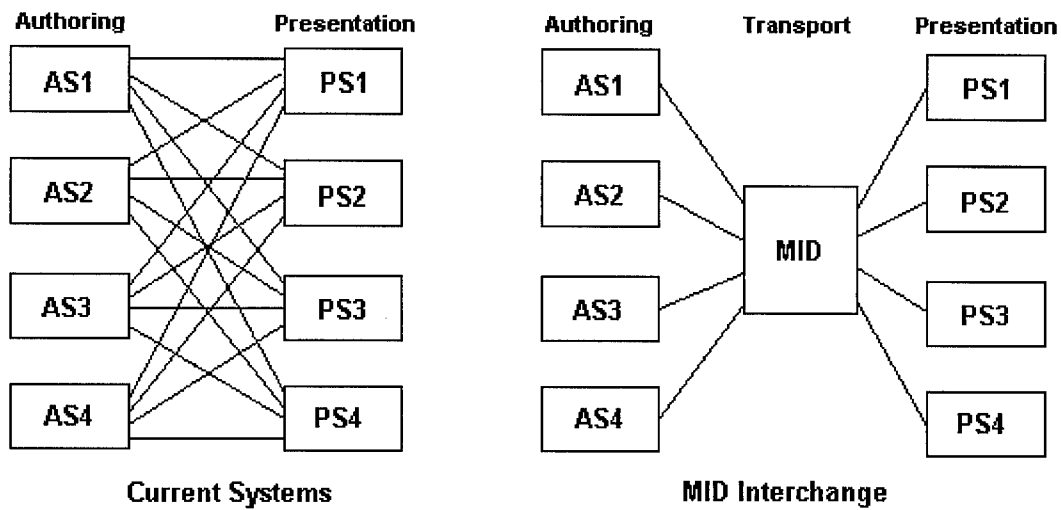 Authoring Presentation
AS1 PS1
AS2 PS2
AS3 PS3
AS4 PS4
Current Systems
Authoring Transport Presentation
AS1 PS1
AS2 PS2
MID
AS3 PS3
AS4 PS4
MID Interchange